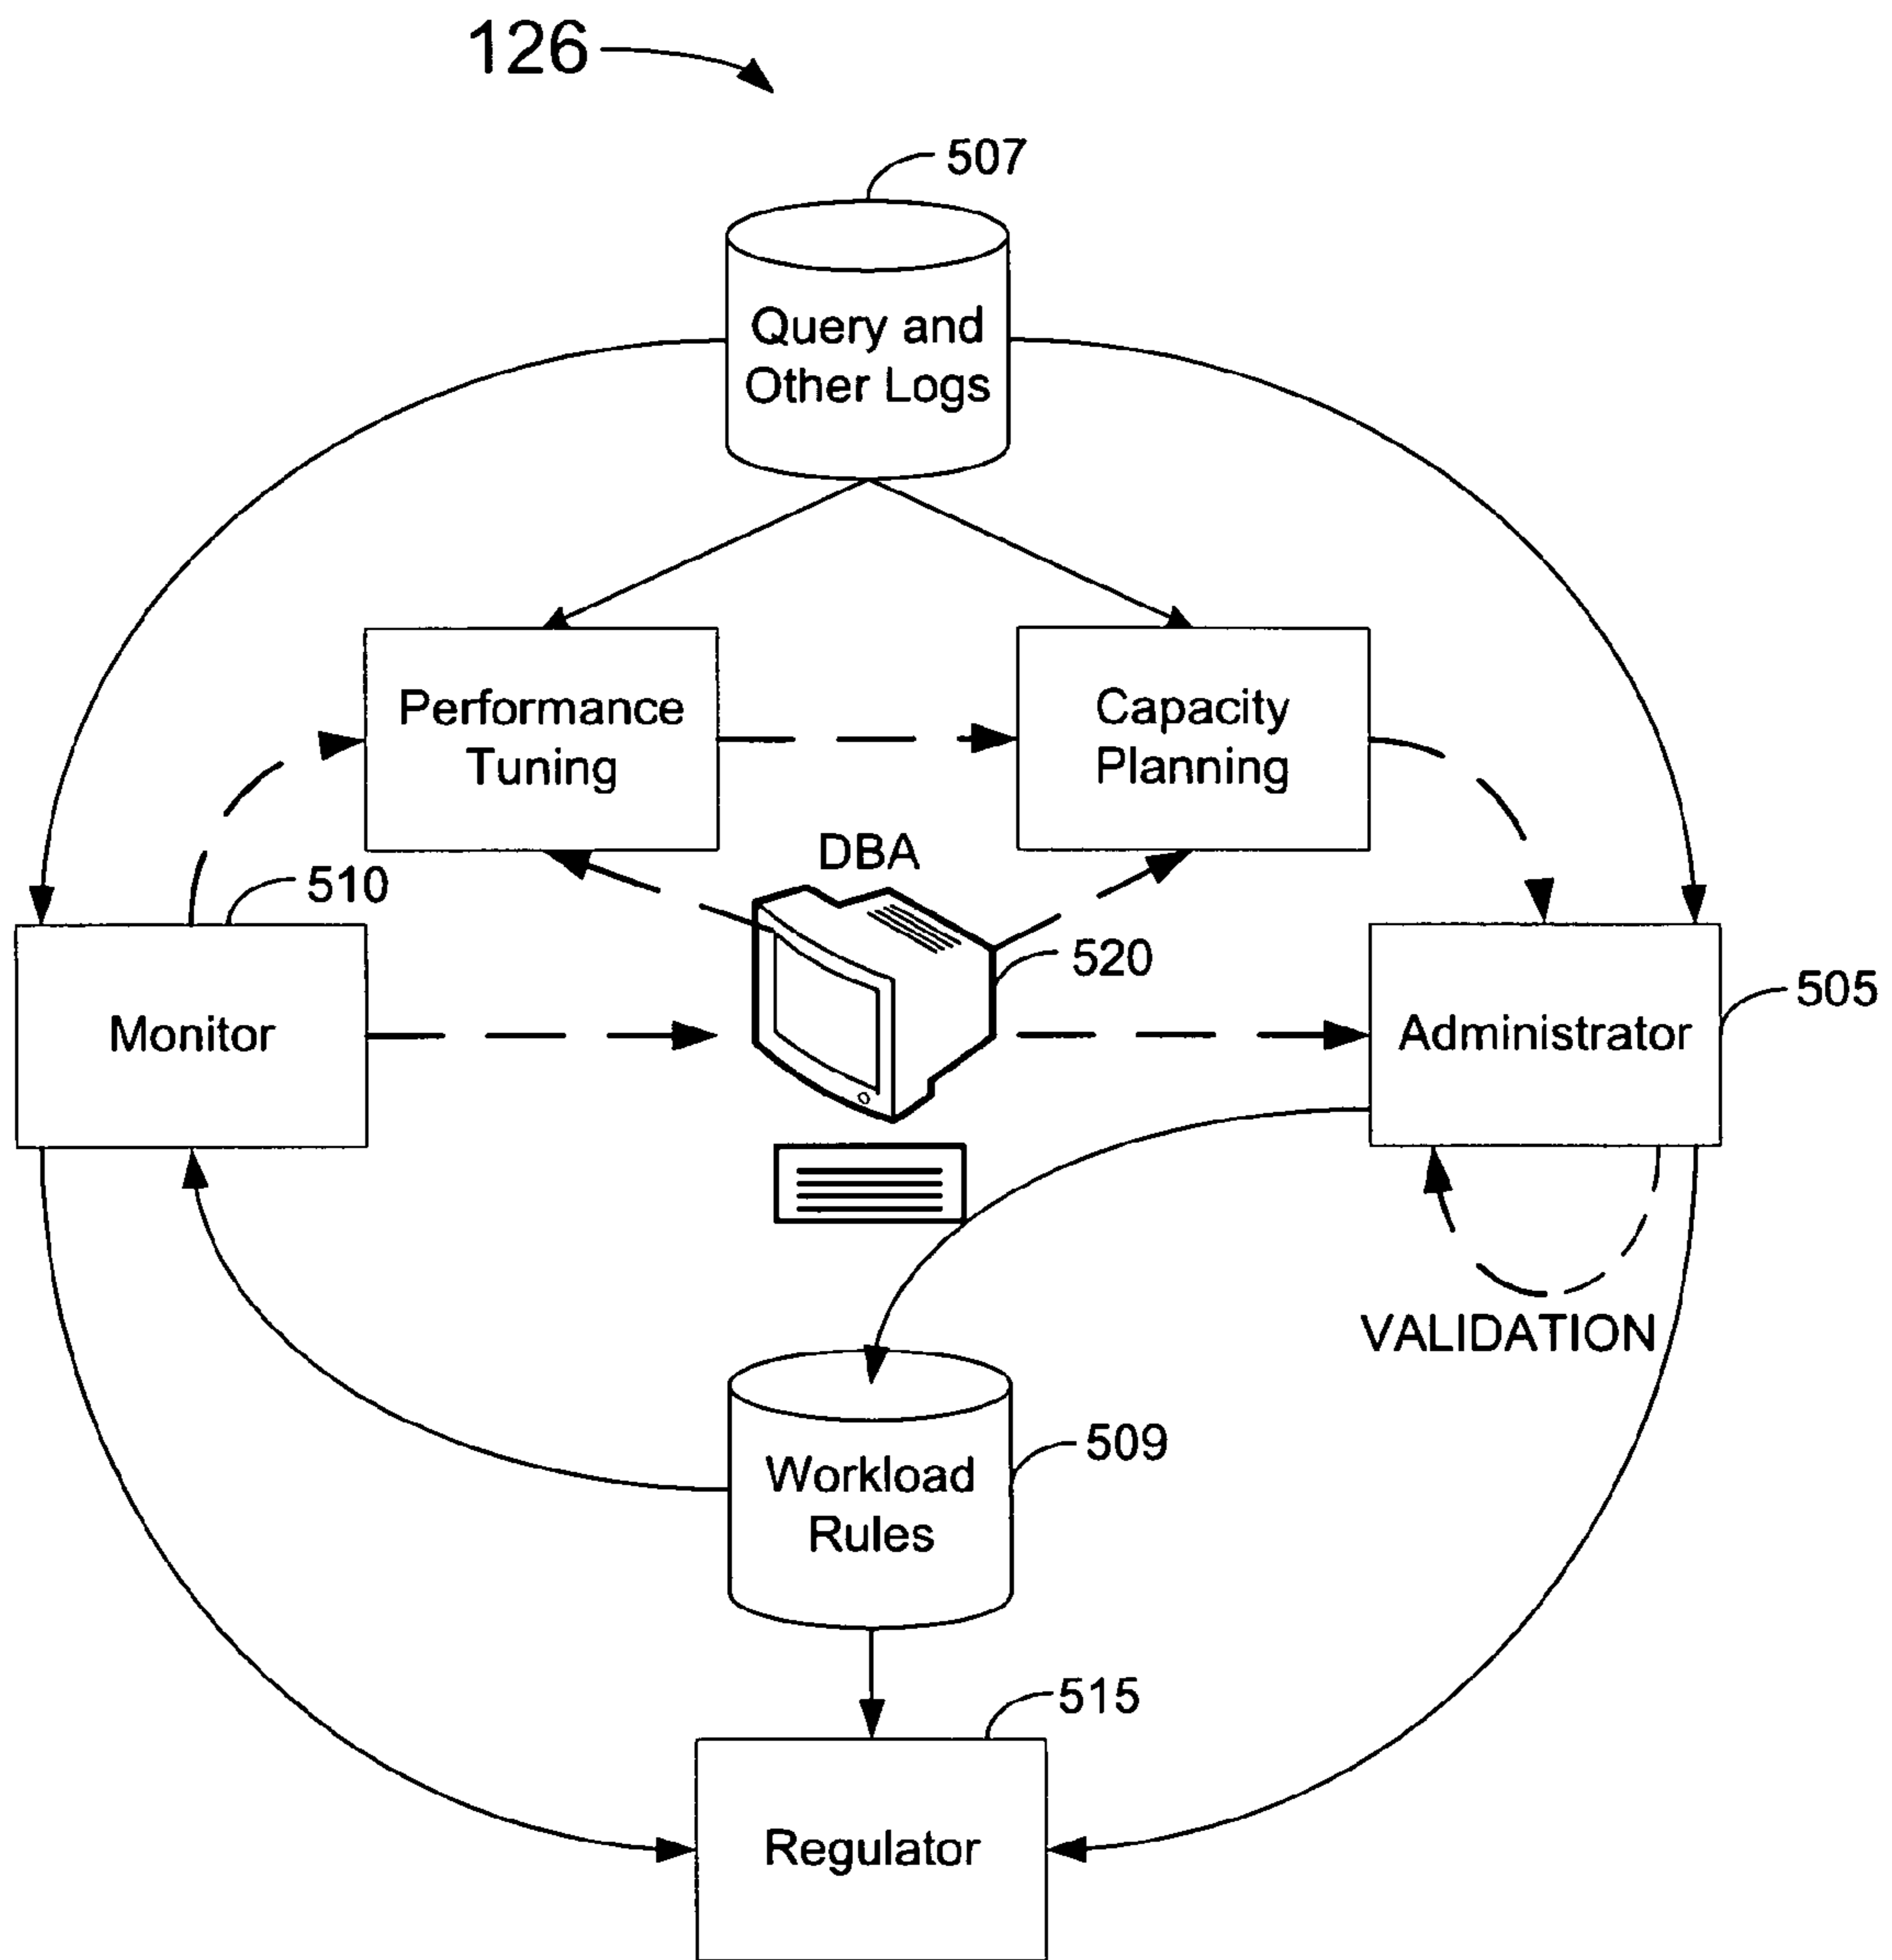 126
507
Query and
Other Logs
Performance
Tuning
Capacity
Planning
DBA
510
520
505
Monitor
Administrator
VALIDATION
509
Workload
Rules
515
Regulator